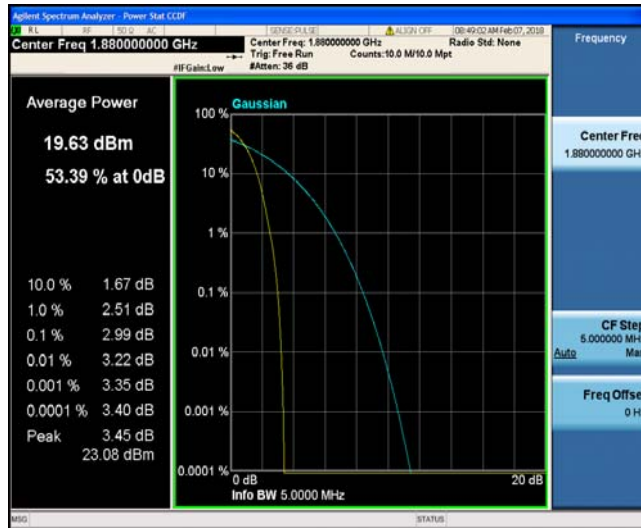 Agilent Spectrum Analyzer - Power Stat CCDF
RL RF 50 Ω AC SENSE:PULSE ALIGN OFF 08:49:02 AM Feb 07, 2018
Center Freq 1.880000000 GHz
Center Freq: 1.880000000 GHz Radio Std: None
Trig: Free Run Counts:10.0 M/10.0 Mpt
#IFGain:Low #Atten: 36 dB
Frequency
Average Power
19.63 dBm
53.39 % at 0dB
10.0 % 1.67 dB
1.0 % 2.51 dB
0.1 % 2.99 dB
0.01 % 3.22 dB
0.001 % 3.35 dB
0.0001 % 3.40 dB
Peak 3.45 dB
23.08 dBm
Gaussian
100 %
10 %
1 %
0.1 %
0.01 %
0.001 %
0.0001 %
0 dB 20 dB
Info BW 5.0000 MHz
Center Fre
1.880000000 GH
CF Step
5.000000 MH
Auto Ma
Freq Offse
0 H
MSG STATUS